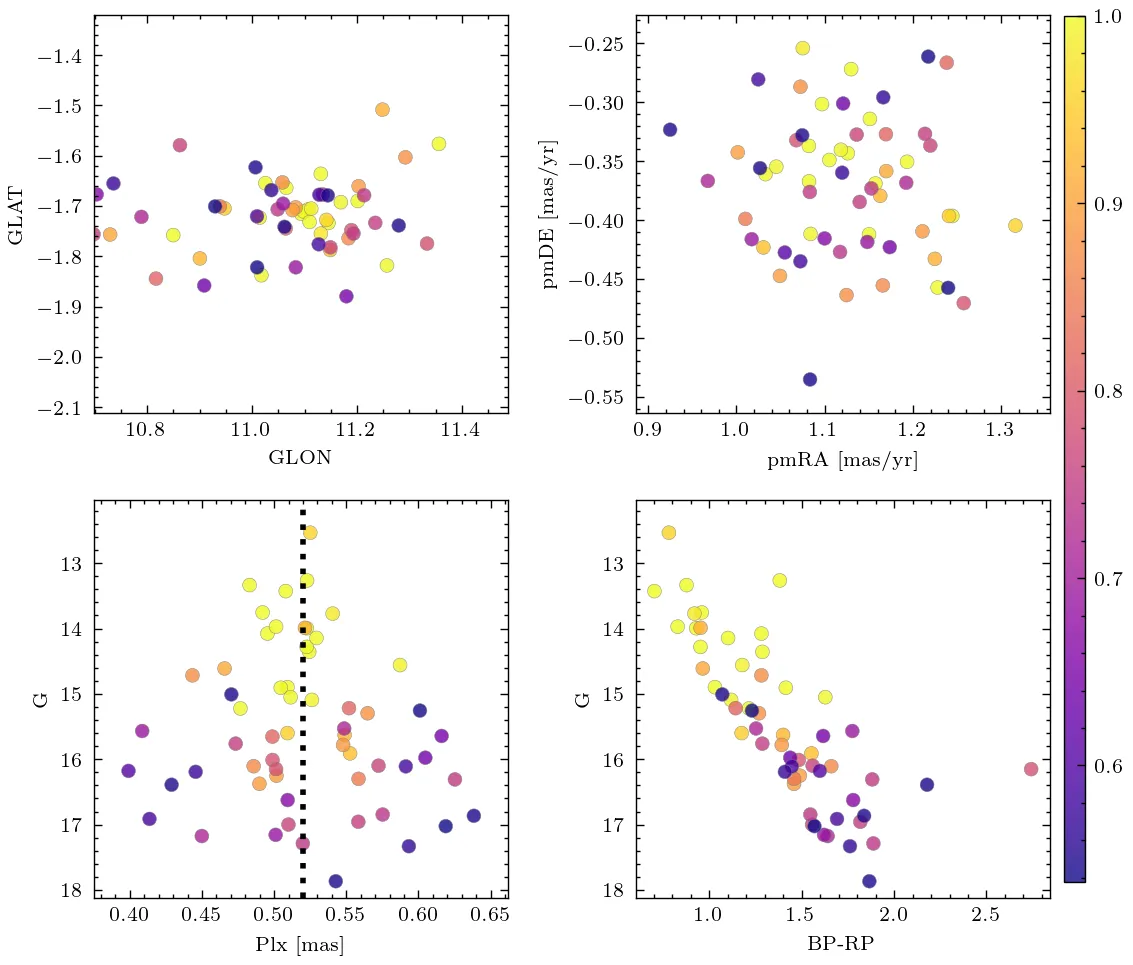 −1.4
−1.5
−1.6
−1.7
−1.8
−1.9
−2.0
−2.1
GLAT
10.8 11.0 11.2 11.4
GLON
−0.25
−0.30
−0.35
−0.40
−0.45
−0.50
−0.55
pmDE [mas/yr]
0.9 1.0 1.1 1.2 1.3
pmRA [mas/yr]
13
14
15
16
17
18
G
0.40 0.45 0.50 0.55 0.60 0.65
Plx [mas]
13
14
15
16
17
18
G
1.0 1.5 2.0 2.5
BP-RP
1.0
0.9
0.8
0.7
0.6